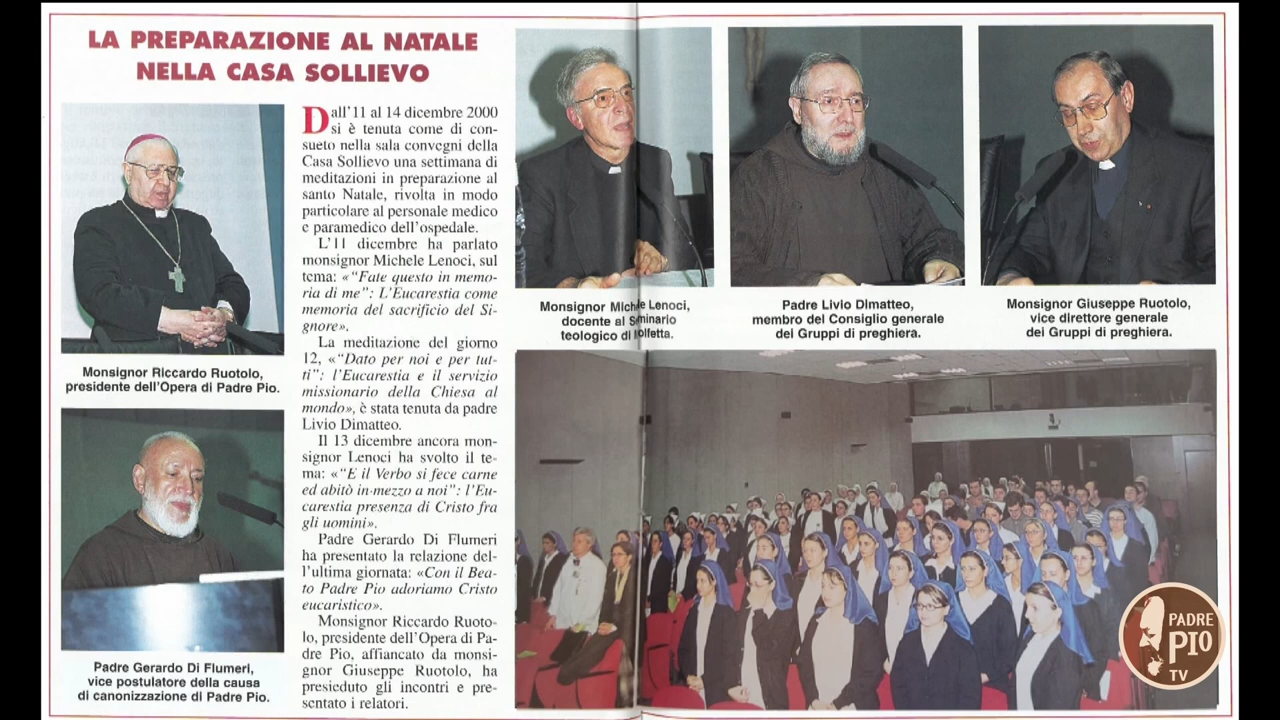 LA PREPARAZIONE AL NATALE
NELLA CASA SOLLIEVO
Monsignor Riccardo Ruotolo,
presidente dell'Opera di Padre Pio.
Padre Gerardo Di Flumeri,
vice postulatore della causa
di canonizzazione di Padre Pio.
Dall'11 al 14 dicembre 2000
si è tenuta come di con-
sueto nella sala convegni della
Casa Sollievo una settimana di
meditazioni in preparazione al
santo Natale, rivolta in modo
particolare al personale medico
e paramedico dell'ospedale.
L'11 dicembre ha parlato
monsignor Michele Lenoci, sul
tema: «"Fate questo in memo-
ria di me": L'Eucarestia come
memoria del sacrificio del Si-
gnore».
La meditazione del giorno
12, «"Dato per noi e per tut-
ti": l'Eucarestia e il servizio
missionario della Chiesa al
mondo», è stata tenuta da padre
Livio Dimatteo.
Il 13 dicembre ancora mon-
signor Lenoci ha svolto il te-
ma: «"E il Verbo si fece carne
ed abitò in mezzo a noi": l'Eu-
carestia presenza di Cristo fra
gli uomini».
Padre Gerardo Di Flumeri
ha presentato la relazione del-
l'ultima giornata: «Con il Bea-
to Padre Pio adoriamo Cristo
eucaristico».
Monsignor Riccardo Ruoto-
lo, presidente dell'Opera di Pa-
dre Pio, affiancato da monsi-
gnor Giuseppe Ruotolo, ha
presieduto gli incontri e pre-
sentato i relatori.
Monsignor Michele Lenoci,
docente al Seminario
teologico di Molfetta.
Padre Livio Dimatteo,
membro del Consiglio generale
dei Gruppi di preghiera.
Monsignor Giuseppe Ruotolo,
vice direttore generale
dei Gruppi di preghiera.
PADRE
PIO
TV